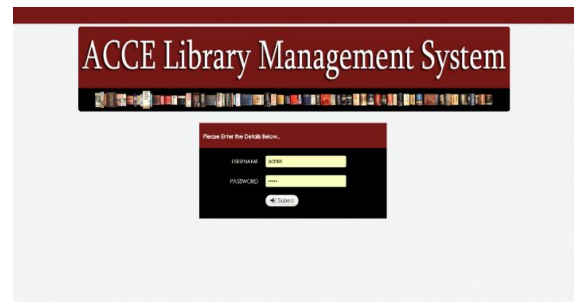 ACCE Library Management System
Please Enter the Details Below..
USERNAME admin
PASSWORD •••••
Submit